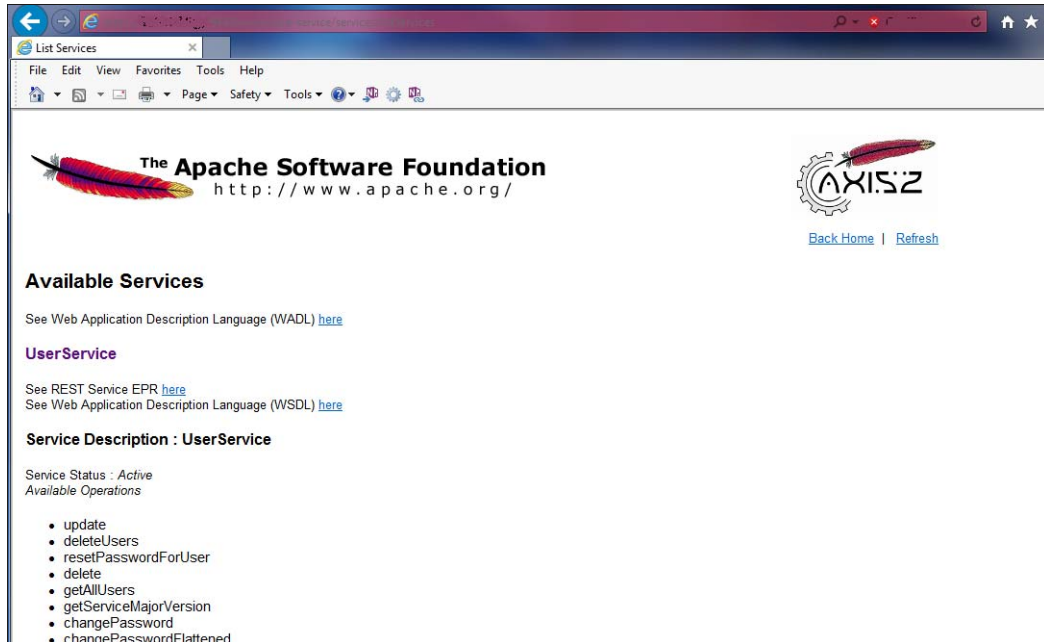 List Services
File Edit View Favorites Tools Help
Page Safety Tools
The Apache Software Foundation
http://www.apache.org/
AXIS2
Back Home | Refresh
Available Services
See Web Application Description Language (WADL) here
UserService
See REST Service EPR here
See Web Application Description Language (WSDL) here
Service Description : UserService
Service Status : Active
Available Operations
update
deleteUsers
resetPasswordForUser
delete
getAllUsers
getServiceMajorVersion
changePassword
changePasswordFlattened